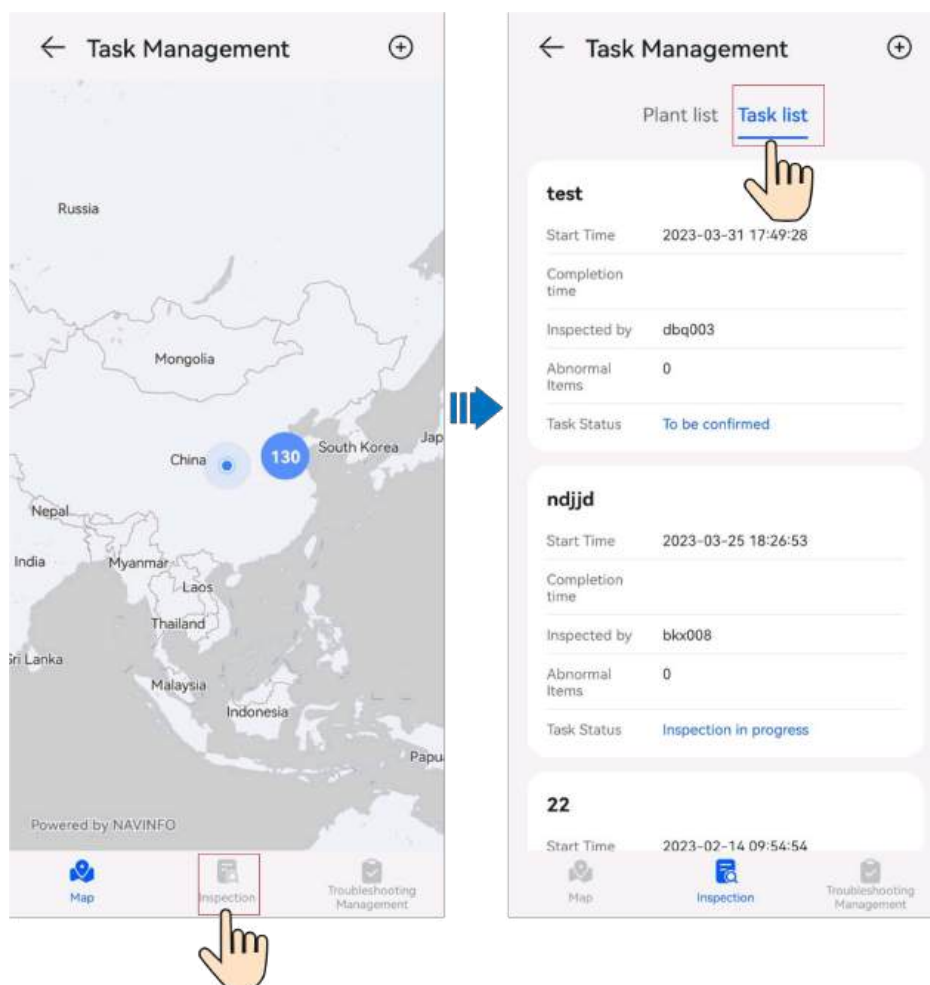 Task Management
Russia
Mongolia
China
130
South Korea
Jap
Nepal
India
Myanmar
Laos
Thailand
Sri Lanka
Malaysia
Indonesia
Papu
Powered by NAVINFO
Map
Inspection
Troubleshooting
Management
Task Management
Plant list Task list
test
Start Time 2023-03-31 17:49:28
Completion
time
Inspected by dbq003
Abnormal 0
Items
Task Status To be confirmed
ndjjd
Start Time 2023-03-25 18:26:53
Completion
time
Inspected by bkx008
Abnormal 0
Items
Task Status Inspection in progress
22
Start Time 2023-02-14 09:54:54
Map
Inspection
Troubleshooting
Management